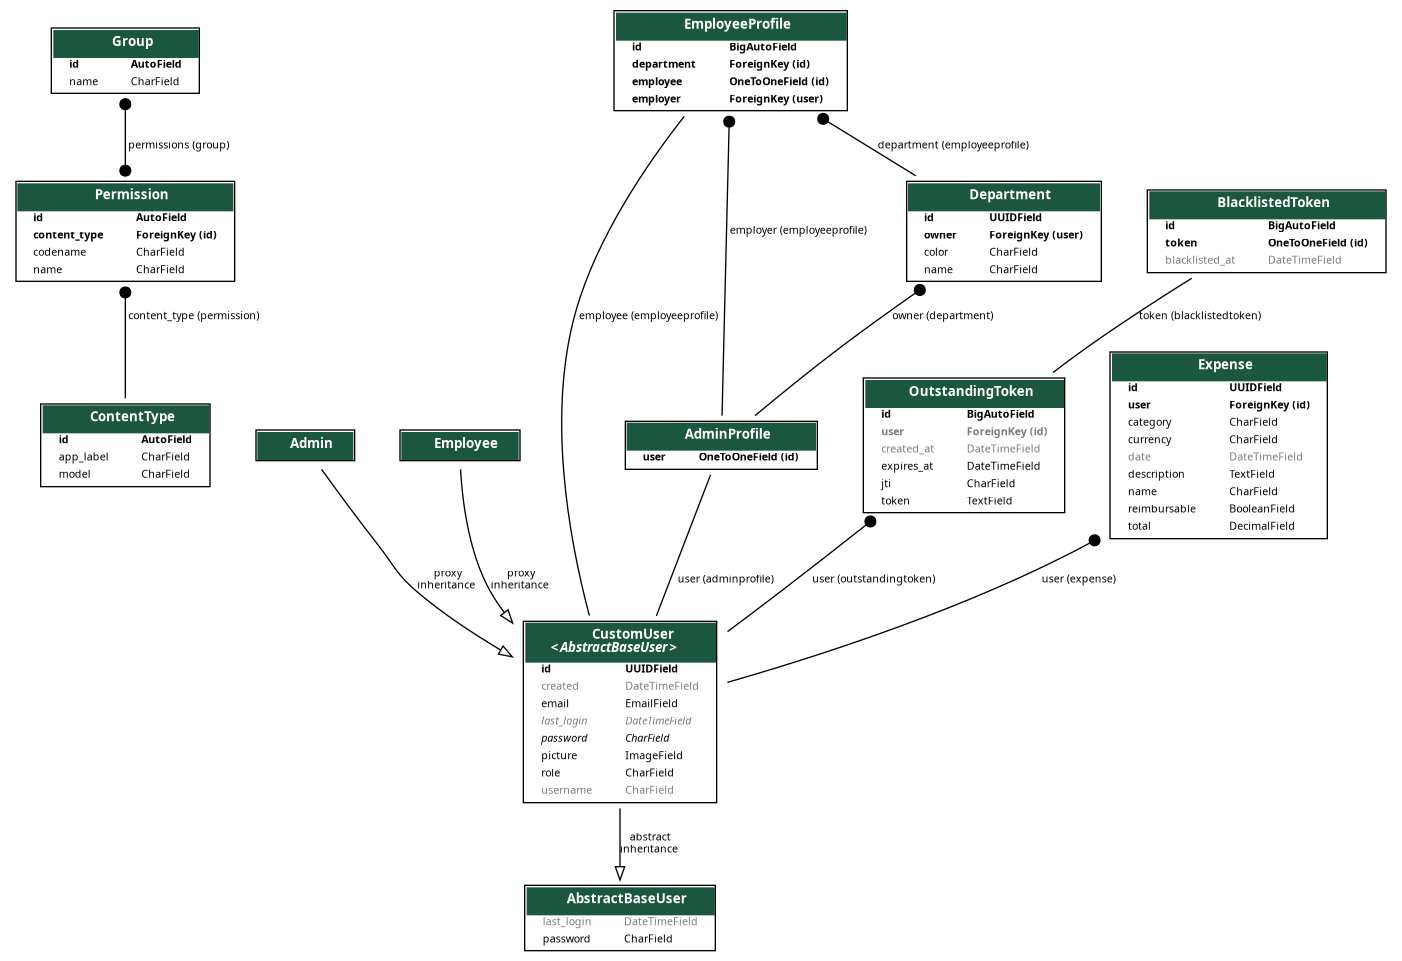 Group
id AutoField
name CharField
permissions (group)
Permission
id AutoField
content_type ForeignKey (id)
codename CharField
name CharField
content_type (permission)
ContentType
id AutoField
app_label CharField
model CharField
Admin
Employee
proxy
inheritance
proxy
inheritance
EmployeeProfile
id BigAutoField
department ForeignKey (id)
employee OneToOneField (id)
employer ForeignKey (user)
department (employeeprofile)
employer (employeeprofile)
employee (employeeprofile)
Department
id UUIDField
owner ForeignKey (user)
color CharField
name CharField
owner (department)
BlacklistedToken
id BigAutoField
token OneToOneField (id)
blacklisted_at DateTimeField
token (blacklistedtoken)
AdminProfile
user OneToOneField (id)
user (adminprofile)
OutstandingToken
id BigAutoField
user ForeignKey (id)
created_at DateTimeField
expires_at DateTimeField
jti CharField
token TextField
user (outstandingtoken)
Expense
id UUIDField
user ForeignKey (id)
category CharField
currency CharField
date DateTimeField
description TextField
name CharField
reimbursable BooleanField
total DecimalField
user (expense)
CustomUser
<AbstractBaseUser>
id UUIDField
created DateTimeField
email EmailField
last_login DateTimeField
password CharField
picture ImageField
role CharField
username CharField
abstract
inheritance
AbstractBaseUser
last_login DateTimeField
password CharField